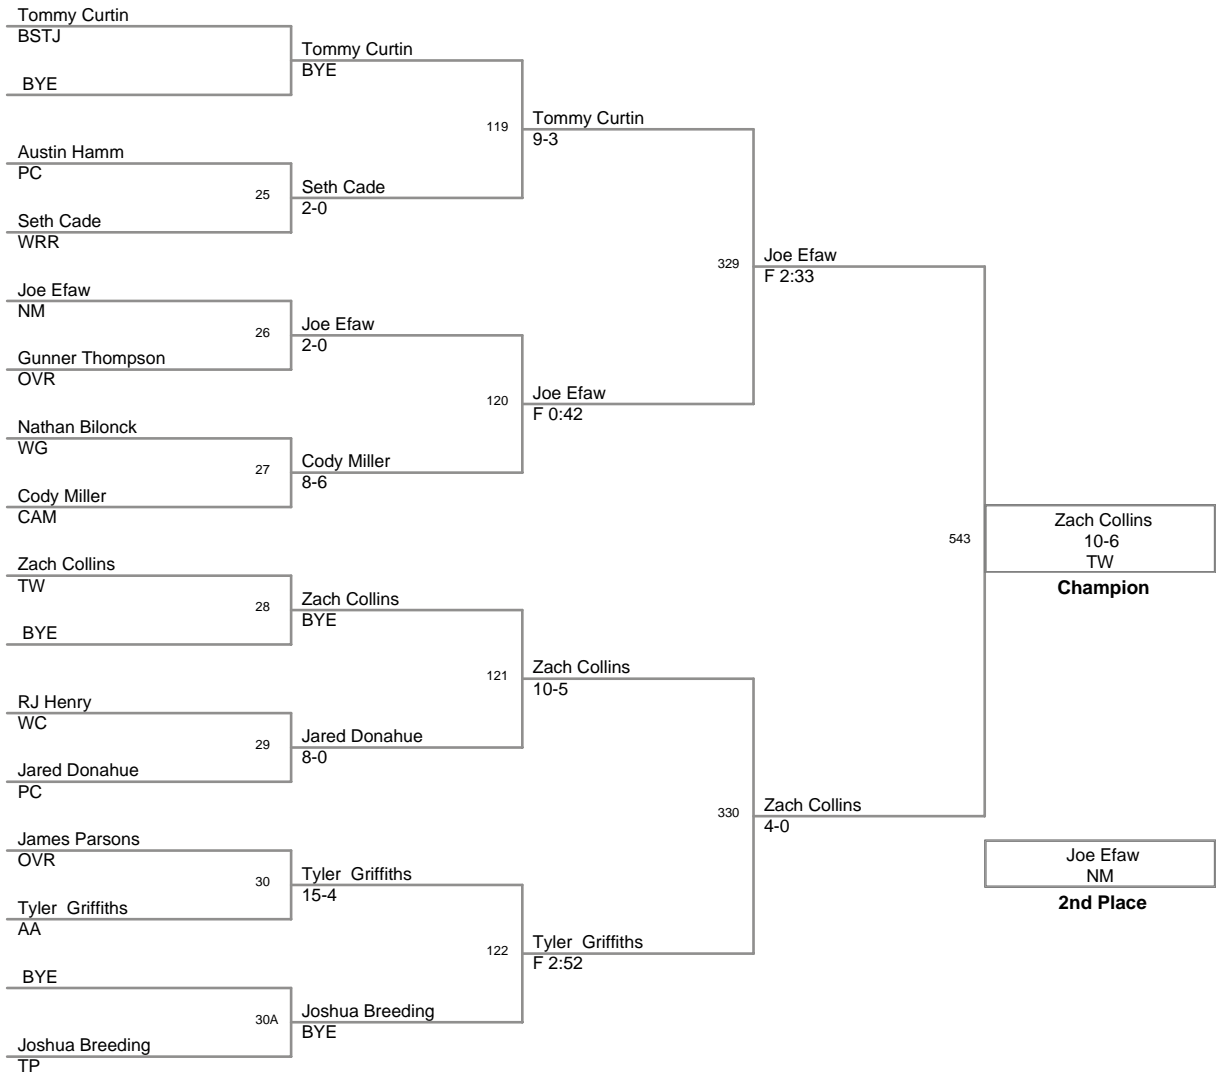 Tommy Curtin
BSTJ
BYE
Austin Hamm
PC
25
Seth Cade
WRR
Joe Efaw
NM
26
Gunner Thompson
OVR
Nathan Bilonck
WG
27
Cody Miller
CAM
Zach Collins
TW
28
BYE
RJ Henry
WC
29
Jared Donahue
PC
James Parsons
OVR
30
Tyler Griffiths
AA
BYE
30A
Joshua Breeding
TP
Tommy Curtin
BYE
119
Seth Cade
2-0
Joe Efaw
2-0
120
Cody Miller
8-6
Zach Collins
BYE
121
Jared Donahue
8-0
Tyler Griffiths
15-4
122
Joshua Breeding
BYE
Tommy Curtin
9-3
329
Joe Efaw
F 0:42
Zach Collins
10-5
330
Tyler Griffiths
F 2:52
Joe Efaw
F 2:33
543
Zach Collins
4-0
Zach Collins
10-6
TW
Champion
Joe Efaw
NM
2nd Place